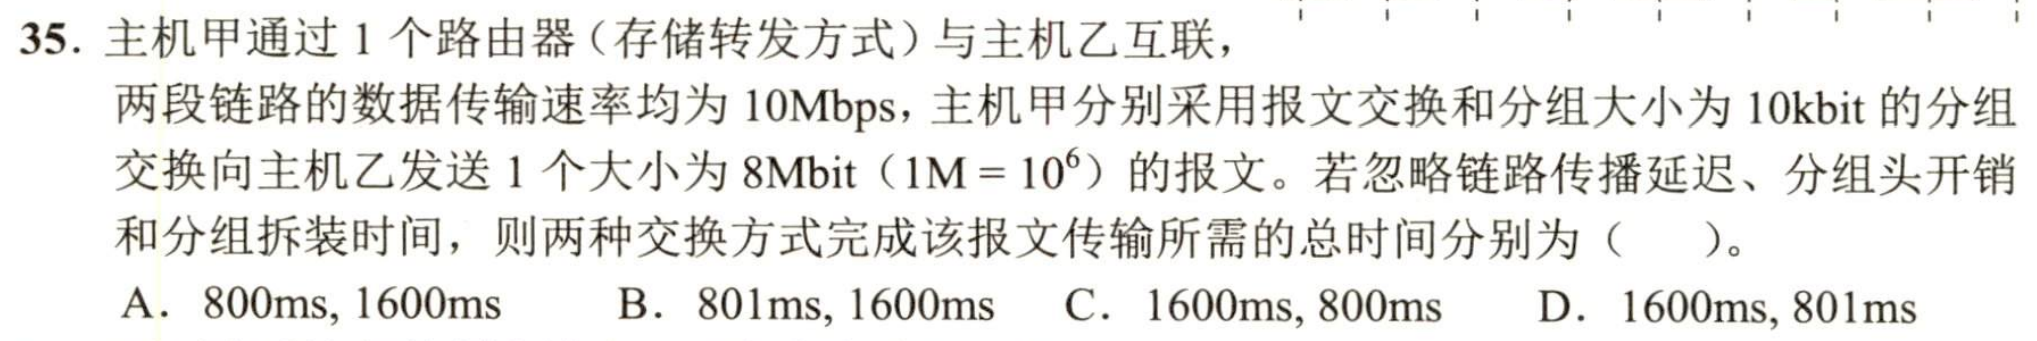 35. 主机甲通过 1 个路由器（存储转发方式）与主机乙互联，
两段链路的数据传输速率均为 10Mbps，主机甲分别采用报文交换和分组大小为 10kbit 的分组
交换向主机乙发送 1 个大小为 8Mbit（1M = 10⁶）的报文。若忽略链路传播延迟、分组头开销
和分组拆装时间，则两种交换方式完成该报文传输所需的总时间分别为（　　）。
A. 800ms, 1600ms B. 801ms, 1600ms C. 1600ms, 800ms D. 1600ms, 801ms